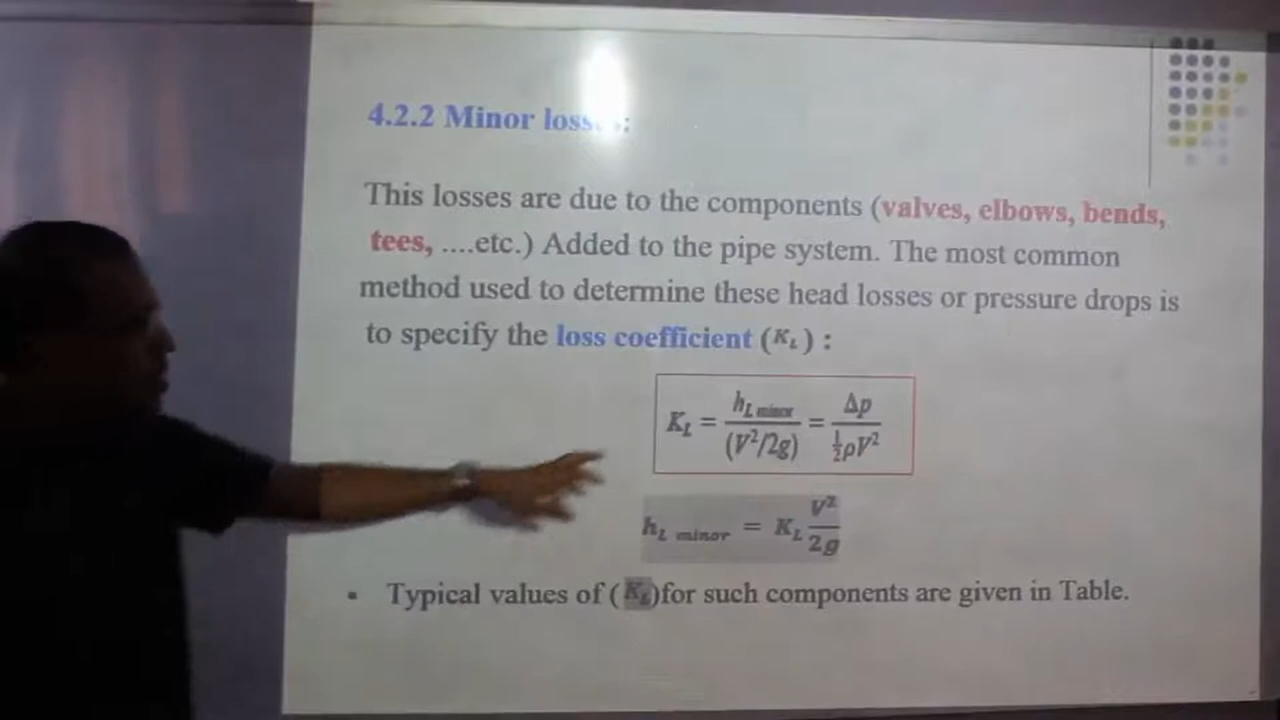 4.2.2 Minor losses:
This losses are due to the components (valves, elbows, bends,
tees, ....etc.) Added to the pipe system. The most common
method used to determine these head losses or pressure drops is
to specify the loss coefficient (K_L) :
K_L = h_{L minor}/(V²/2g) = Δp/(½ρV²)
h_{L minor} = K_L V²/2g
▪ Typical values of (K_L)for such components are given in Table.